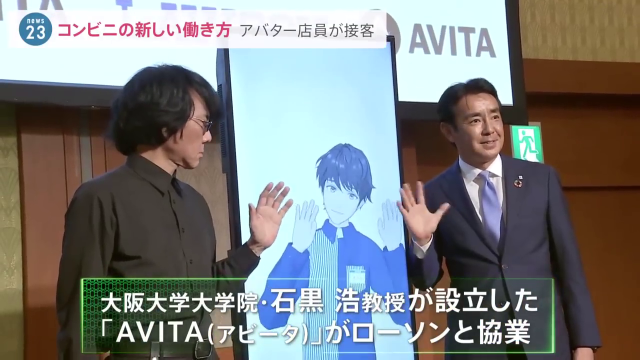 news
23
コンビニの新しい働き方 アバター店員が接客
AVITA
大阪大学大学院・石黒 浩教授が設立した
「AVITA(アビータ)」がローソンと協業